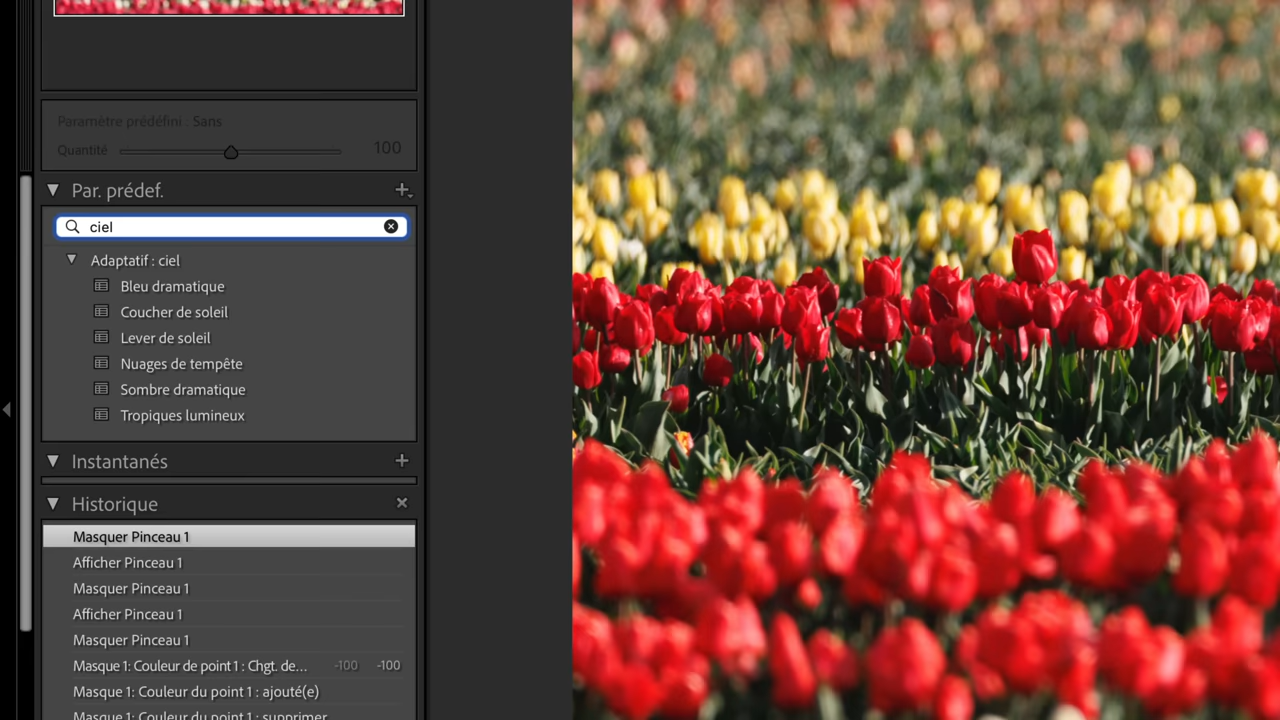 Paramètre prédéfini : Sans
Quantité 100
Par. prédef.
ciel
Adaptatif : ciel
Bleu dramatique
Coucher de soleil
Lever de soleil
Nuages de tempête
Sombre dramatique
Tropiques lumineux
Instantanés
Historique
Masquer Pinceau 1
Afficher Pinceau 1
Masquer Pinceau 1
Afficher Pinceau 1
Masquer Pinceau 1
Masque 1: Couleur de point 1 : Chgt. de... -100 -100
Masque 1: Couleur du point 1 : ajouté(e)
Masque 1: Couleur du point 1 : supprimer